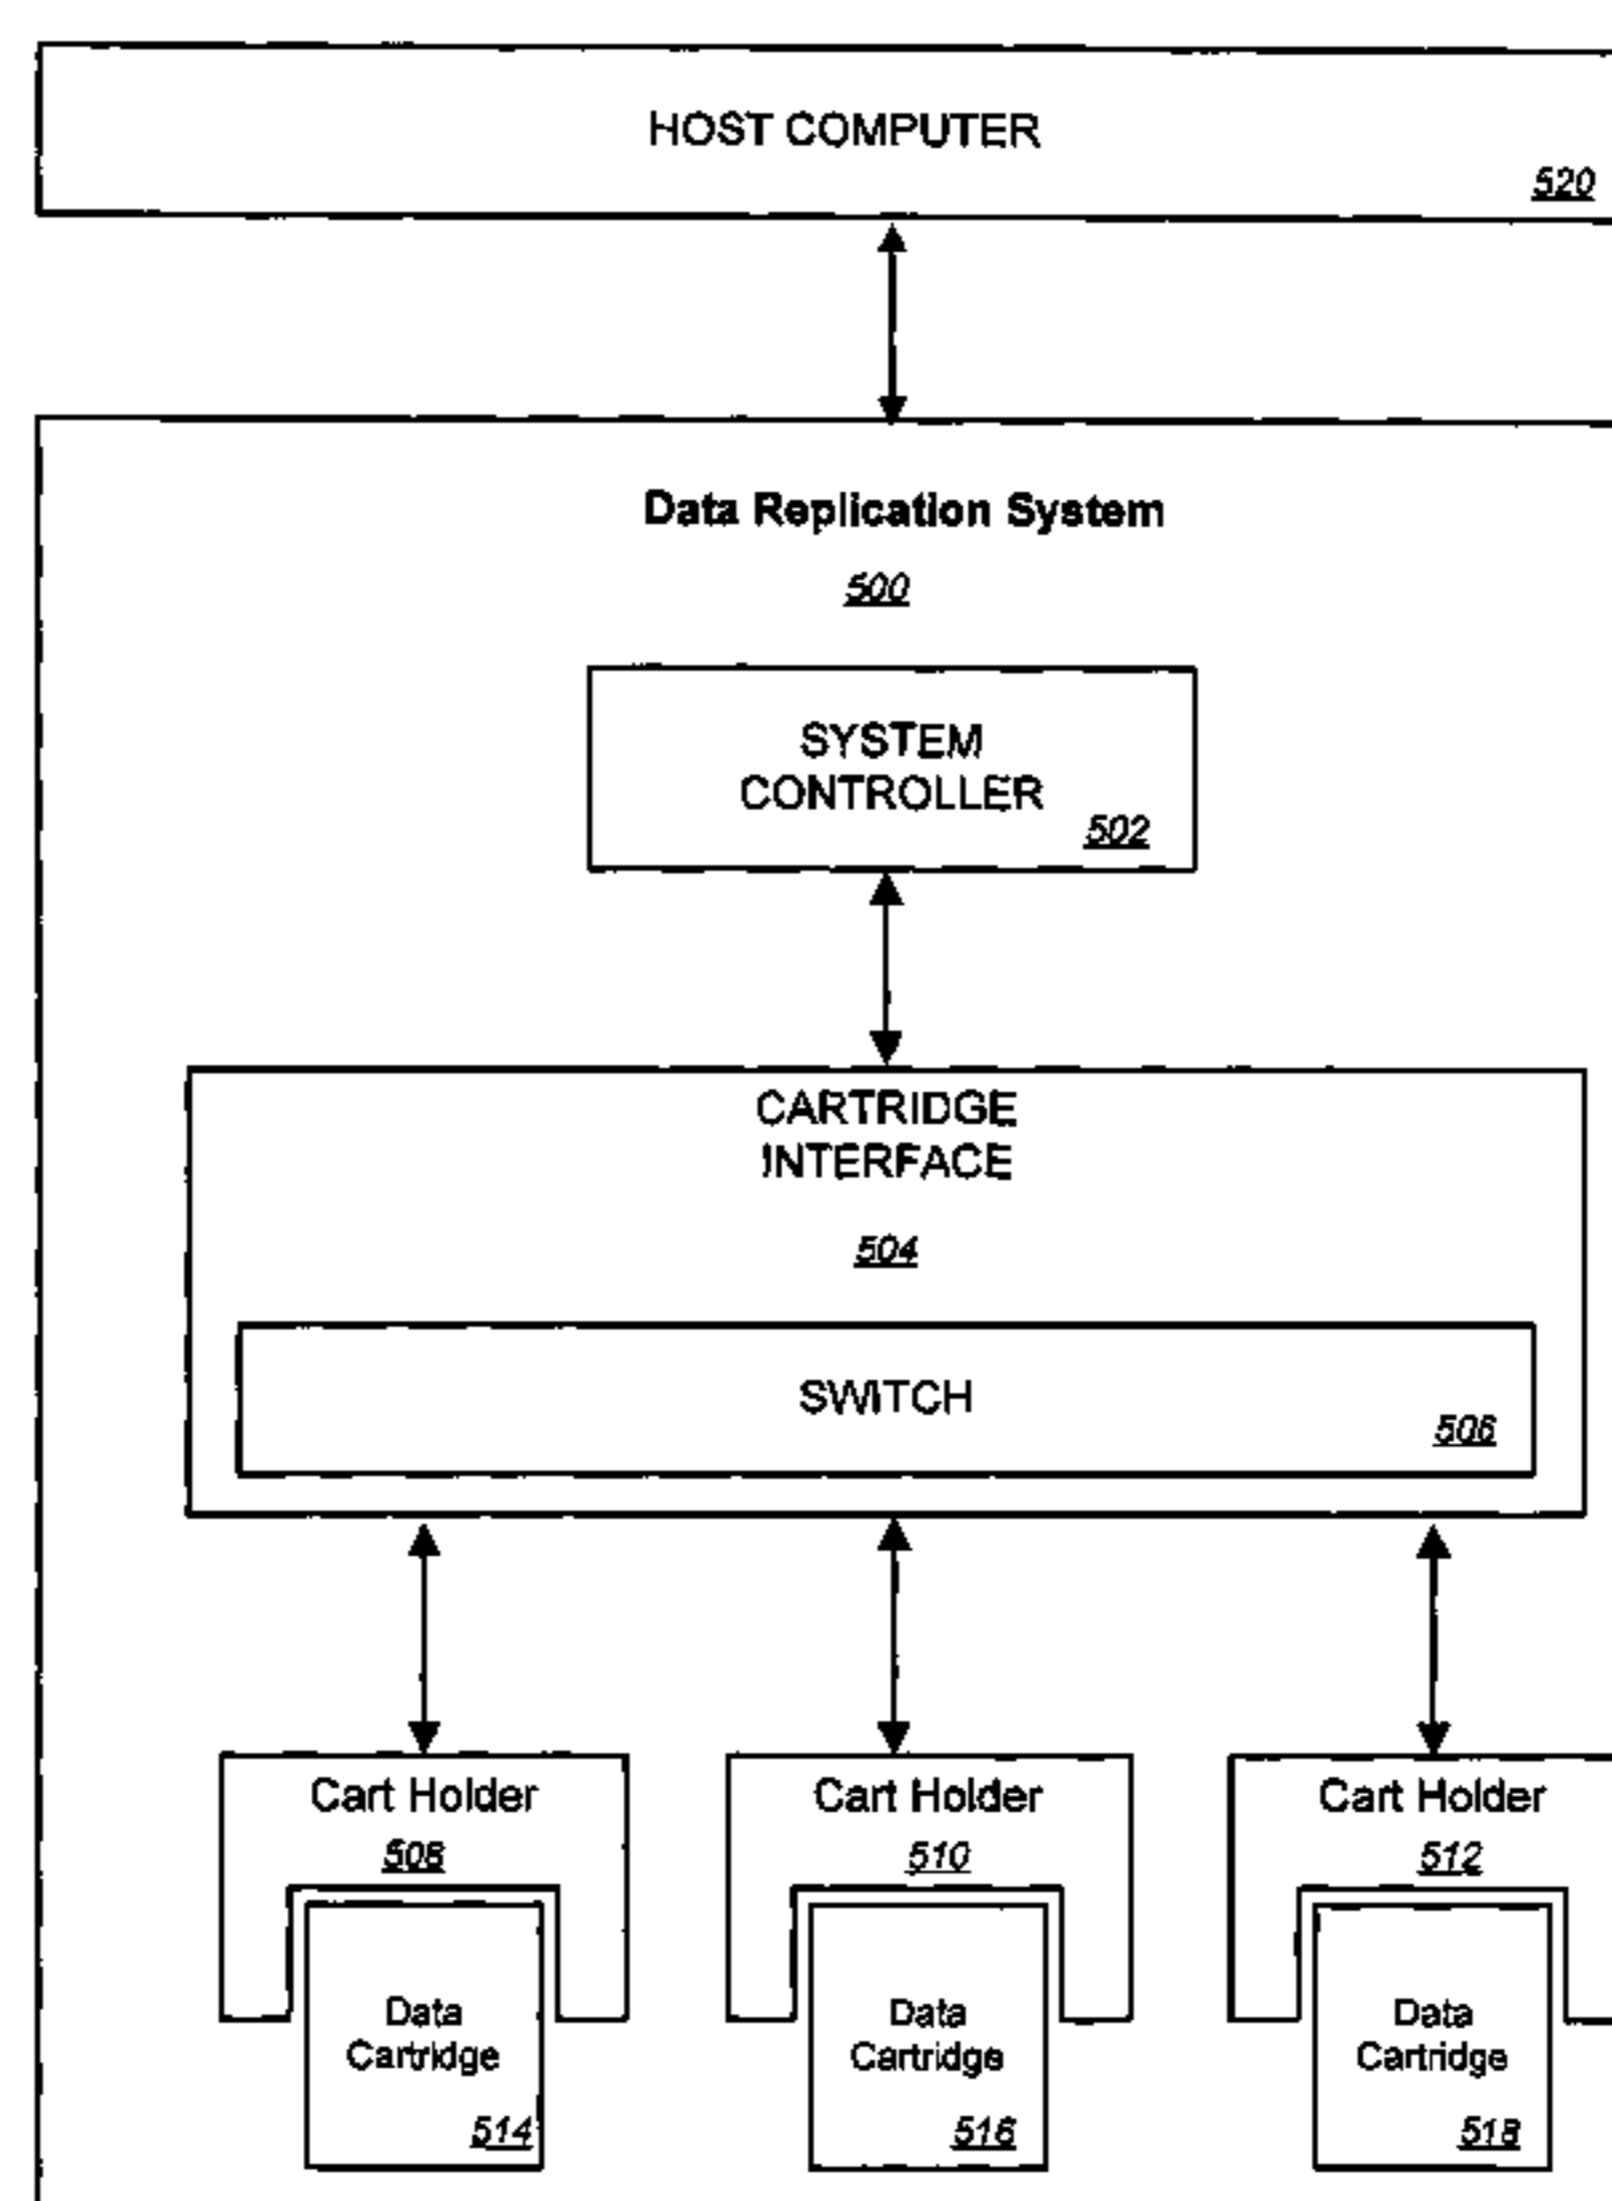 HOST COMPUTER
520
Data Replication System
500
SYSTEM
CONTROLLER
502
CARTRIDGE
INTERFACE
504
SWITCH
506
Cart Holder
508
Cart Holder
510
Cart Holder
512
Data
Cartridge
514
Data
Cartridge
516
Data
Cartridge
518